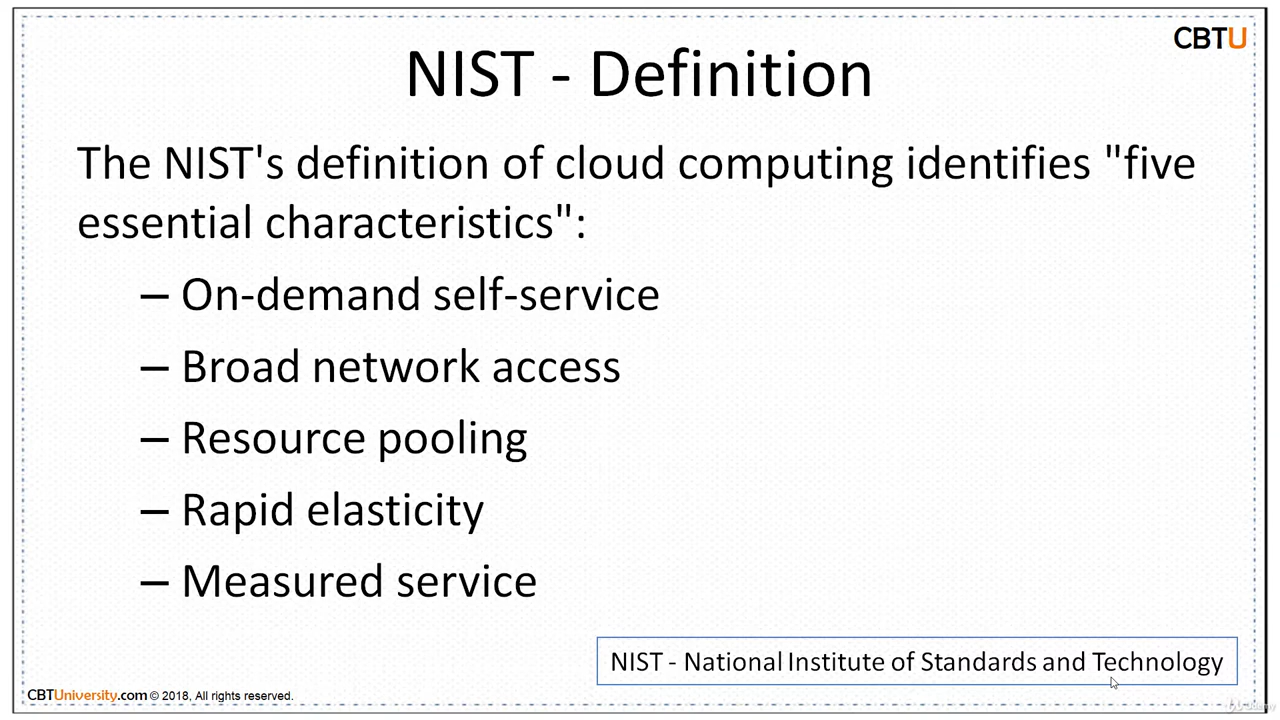 CBTU
NIST - Definition
The NIST's definition of cloud computing identifies "five
essential characteristics":
– On-demand self-service
– Broad network access
– Resource pooling
– Rapid elasticity
– Measured service
NIST - National Institute of Standards and Technology
CBTUniversity.com © 2018, All rights reserved.